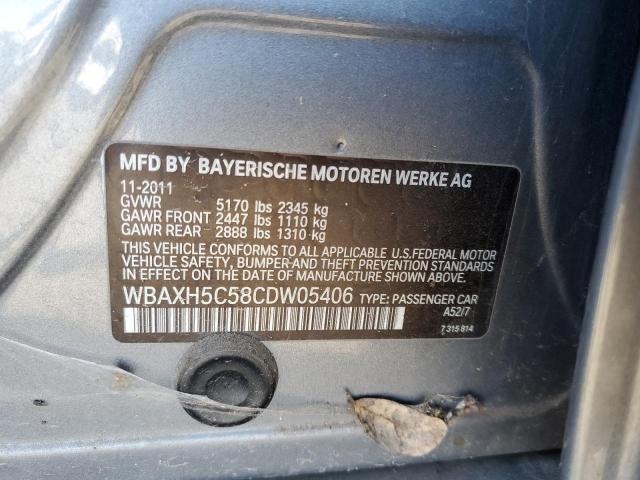 MFD BY BAYERISCHE MOTOREN WERKE AG
11-2011
GVWR 5170 lbs 2345 kg
GAWR FRONT 2447 lbs 1110 kg
GAWR REAR 2888 lbs 1310 kg
THIS VEHICLE CONFORMS TO ALL APPLICABLE U.S.FEDERAL MOTOR
VEHICLE SAFETY, BUMPER-AND THEFT PREVENTION STANDARDS
IN EFFECT ON THE DATE OF MANUFACTURE SHOWN ABOVE.
WBAXH5C58CDW05406 TYPE: PASSENGER CAR
A52/7
7 315 814